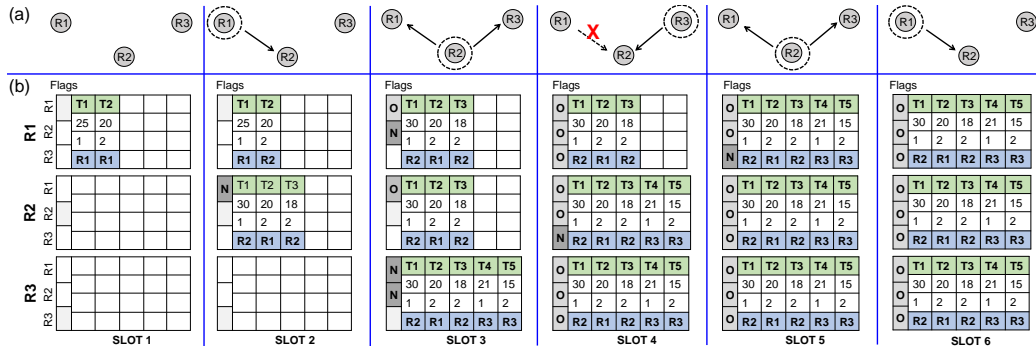 (a)
R1 R3
R2
R1 R3
R2
R1 R3
R2
R1 X R3
R2
R1 R3
R2
R1 R3
R2
(b)
Flags
R1
R1 R2 R3
T1 T2
25 20
1 2
R1 R1
R2
R1 R2 R3
R3
R1 R2 R3
SLOT 1
Flags
T1 T2
25 20
1 2
R1 R2
N
T1 T2 T3
30 20 18
1 2 2
R2 R1 R2
SLOT 2
Flags
O N
T1 T2 T3
30 20 18
1 2 2
R2 R1 R2
O
T1 T2 T3
30 20 18
1 2 2
R2 R1 R2
N N
T1 T2 T3 T4 T5
30 20 18 21 15
1 2 2 1 2
R2 R1 R2 R3 R3
SLOT 3
Flags
O O O
T1 T2 T3
30 20 18
1 2 2
R2 R1 R2
O O N
T1 T2 T3 T4 T5
30 20 18 21 15
1 2 2 1 2
R2 R1 R2 R3 R3
O O O
T1 T2 T3 T4 T5
30 20 18 21 15
1 2 2 1 2
R2 R1 R2 R3 R3
SLOT 4
Flags
O O N
T1 T2 T3 T4 T5
30 20 18 21 15
1 2 2 1 2
R2 R1 R2 R3 R3
O O O
T1 T2 T3 T4 T5
30 20 18 21 15
1 2 2 1 2
R2 R1 R2 R3 R3
O O O
T1 T2 T3 T4 T5
30 20 18 21 15
1 2 2 1 2
R2 R1 R2 R3 R3
SLOT 5
Flags
O O O
T1 T2 T3 T4 T5
30 20 18 21 15
1 2 2 1 2
R2 R1 R2 R3 R3
O O O
T1 T2 T3 T4 T5
30 20 18 21 15
1 2 2 1 2
R2 R1 R2 R3 R3
O O O
T1 T2 T3 T4 T5
30 20 18 21 15
1 2 2 1 2
R2 R1 R2 R3 R3
SLOT 6